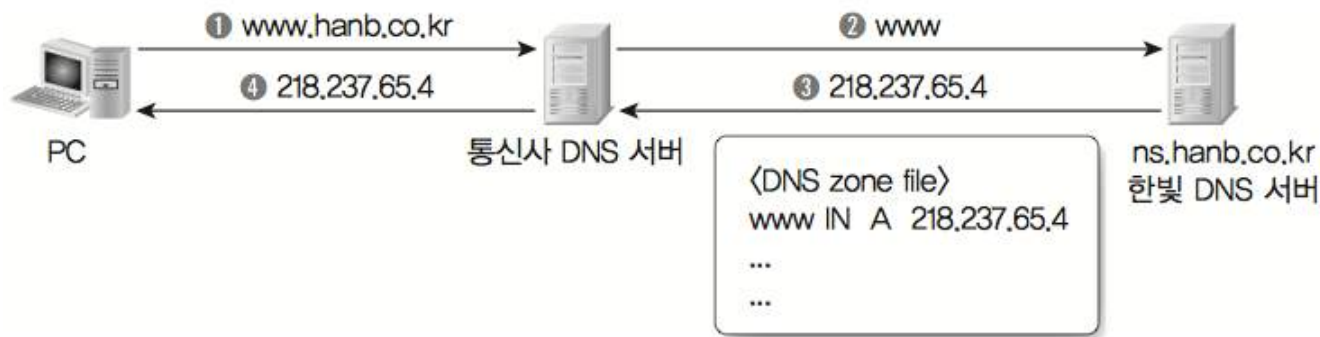 ❶ www.hanb.co.kr
❷ www
❹ 218.237.65.4
❸ 218.237.65.4
PC
통신사 DNS 서버
ns.hanb.co.kr
한빛 DNS 서버
〈DNS zone file〉
www IN A 218.237.65.4
...
...